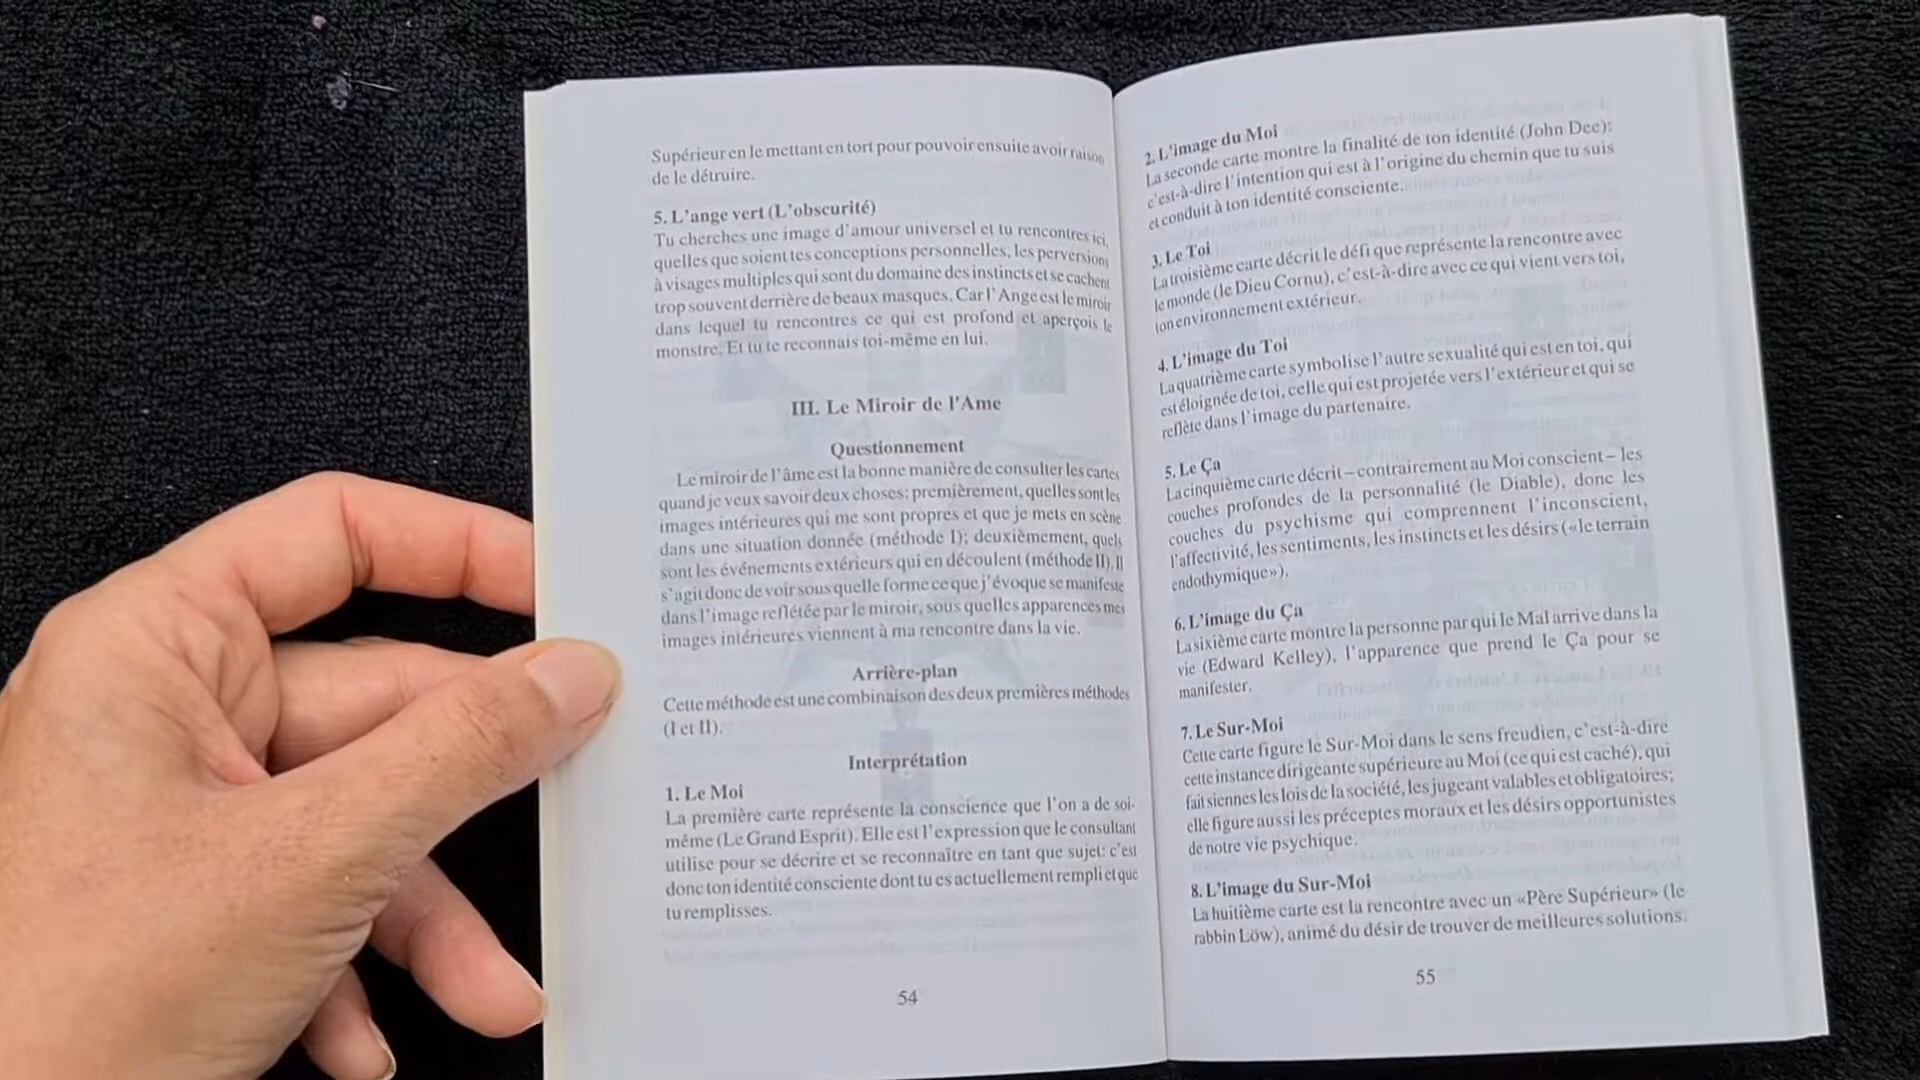 Supérieur en le mettant en tort pour pouvoir ensuite avoir raison
de le détruire.
5. L'ange vert (L'obscurité)
Tu cherches une image d'amour universel et tu rencontres ici,
quelles que soient tes conceptions personnelles, les perversions
à visages multiples qui sont du domaine des instincts et se cachent
trop souvent derrière de beaux masques. Car l'Ange est le miroir
dans lequel tu rencontres ce qui est profond et aperçois le
monstre. Et tu te reconnais toi-même en lui.
III. Le Miroir de l'Ame
Questionnement
Le miroir de l'âme est la bonne manière de consulter les cartes
quand je veux savoir deux choses: premièrement, quelles sont les
images intérieures qui me sont propres et que je mets en scène
dans une situation donnée (méthode I); deuxièmement, quels
sont les événements extérieurs qui en découlent (méthode II). Il
s'agit donc de voir sous quelle forme ce que j'évoque se manifeste
dans l'image reflétée par le miroir, sous quelles apparences mes
images intérieures viennent à ma rencontre dans la vie.
Arrière-plan
Cette méthode est une combinaison des deux premières méthodes
(I et II).
Interprétation
1. Le Moi
La première carte représente la conscience que l'on a de soi-
même (Le Grand Esprit). Elle est l'expression que le consultant
utilise pour se décrire et se reconnaître en tant que sujet: c'est
donc ton identité consciente dont tu es actuellement rempli et que
tu remplisses.
54
2. L'image du Moi
La seconde carte montre la finalité de ton identité (John Dee);
c'est-à-dire l'intention qui est à l'origine du chemin que tu suis
et conduit à ton identité consciente.
3. Le Toi
La troisième carte décrit le défi que représente la rencontre avec
le monde (le Dieu Cornu), c'est-à-dire avec ce qui vient vers toi,
ton environnement extérieur.
4. L'image du Toi
La quatrième carte symbolise l'autre sexualité qui est en toi, qui
est éloignée de toi, celle qui est projetée vers l'extérieur et qui se
reflète dans l'image du partenaire.
5. Le Ça
La cinquième carte décrit – contrairement au Moi conscient – les
couches profondes de la personnalité (le Diable), donc les
couches du psychisme qui comprennent l'inconscient,
l'affectivité, les sentiments, les instincts et les désirs («le terrain
endothymique»).
6. L'image du Ça
La sixième carte montre la personne par qui le Mal arrive dans la
vie (Edward Kelley), l'apparence que prend le Ça pour se
manifester.
7. Le Sur-Moi
Cette carte figure le Sur-Moi dans le sens freudien, c'est-à-dire
cette instance dirigeante supérieure au Moi (ce qui est caché), qui
fait siennes les lois de la société, les jugeant valables et obligatoires;
elle figure aussi les préceptes moraux et les désirs opportunistes
de notre vie psychique.
8. L'image du Sur-Moi
La huitième carte est la rencontre avec un «Père Supérieur» (le
rabbin Löw), animé du désir de trouver de meilleures solutions.
55